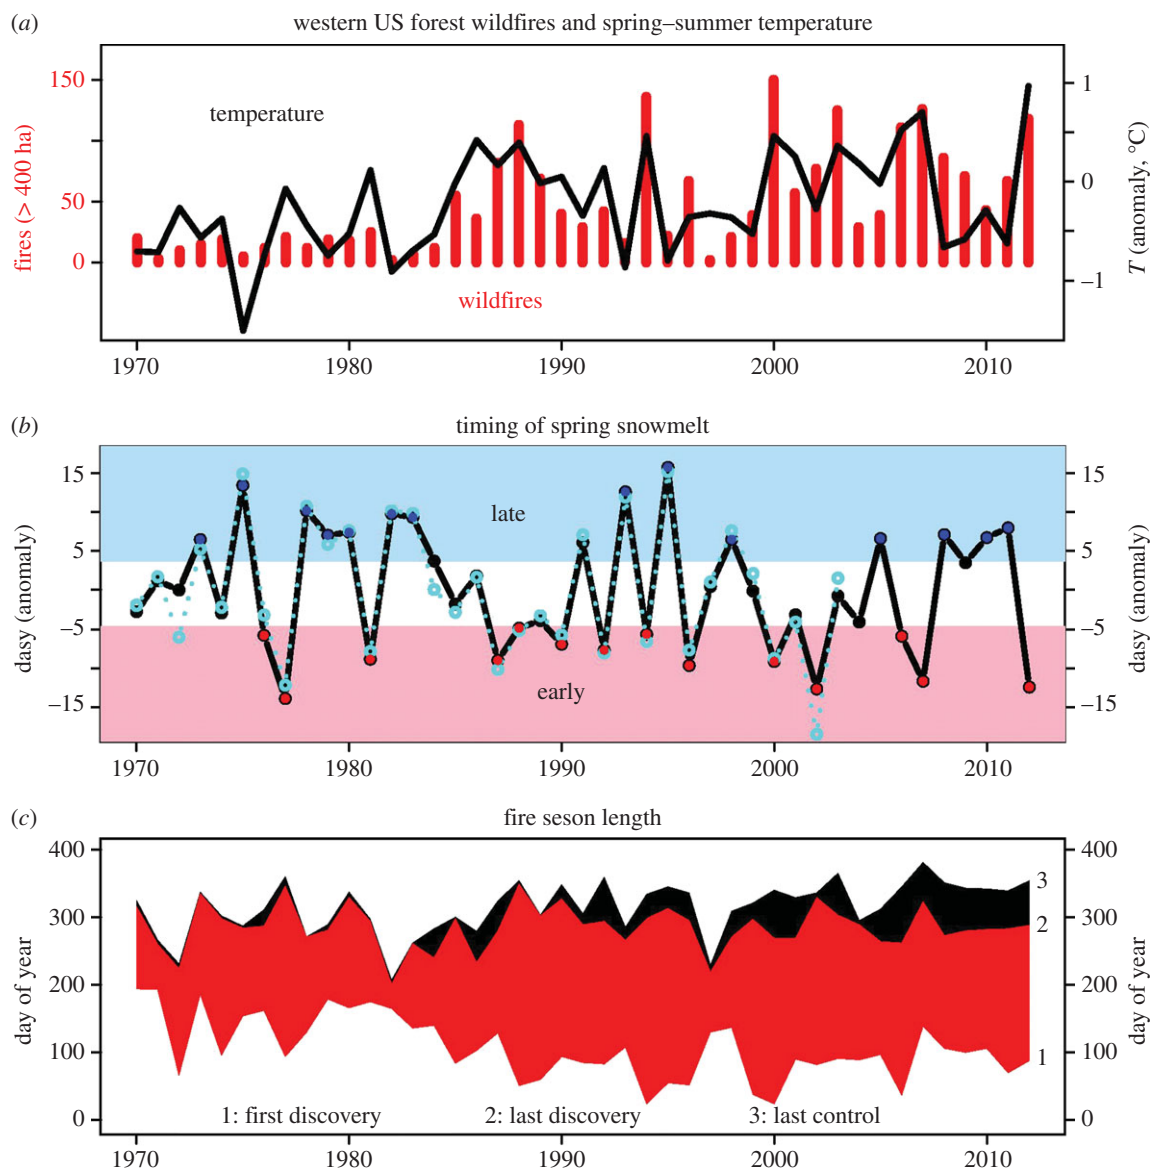 (a) western US forest wildfires and spring–summer temperature
fires (> 400 ha)
150
50
0
temperature
wildfires
1
0
–1
T (anomaly, °C)
1970 1980 1990 2000 2010
(b) timing of spring snowmelt
dasy (anomaly)
15
5
–5
–15
late
early
15
5
–5
–15
dasy (anomaly)
1970 1980 1990 2000 2010
(c) fire seson length
day of year
400
300
200
100
0
3
2
1
1: first discovery 2: last discovery 3: last control
400
300
200
100
0
day of year
1970 1980 1990 2000 2010